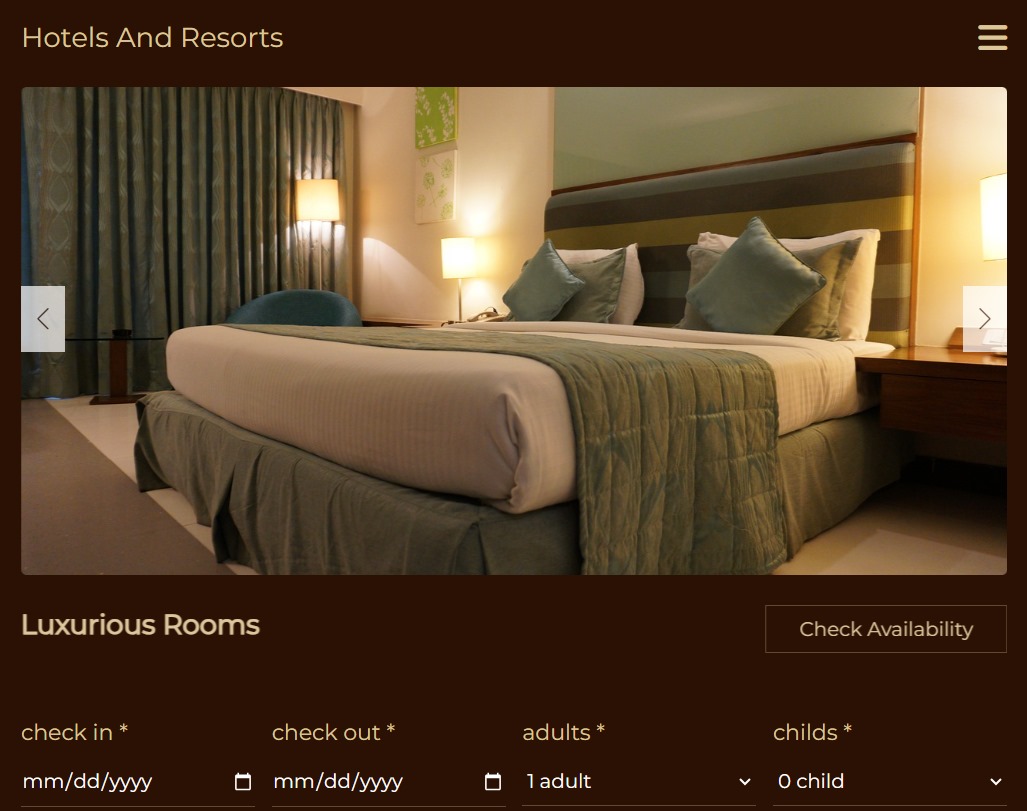 Hotels And Resorts
Luxurious Rooms
Check Availability
check in *
check out *
adults *
childs *
mm/dd/yyyy
mm/dd/yyyy
1 adult
0 child